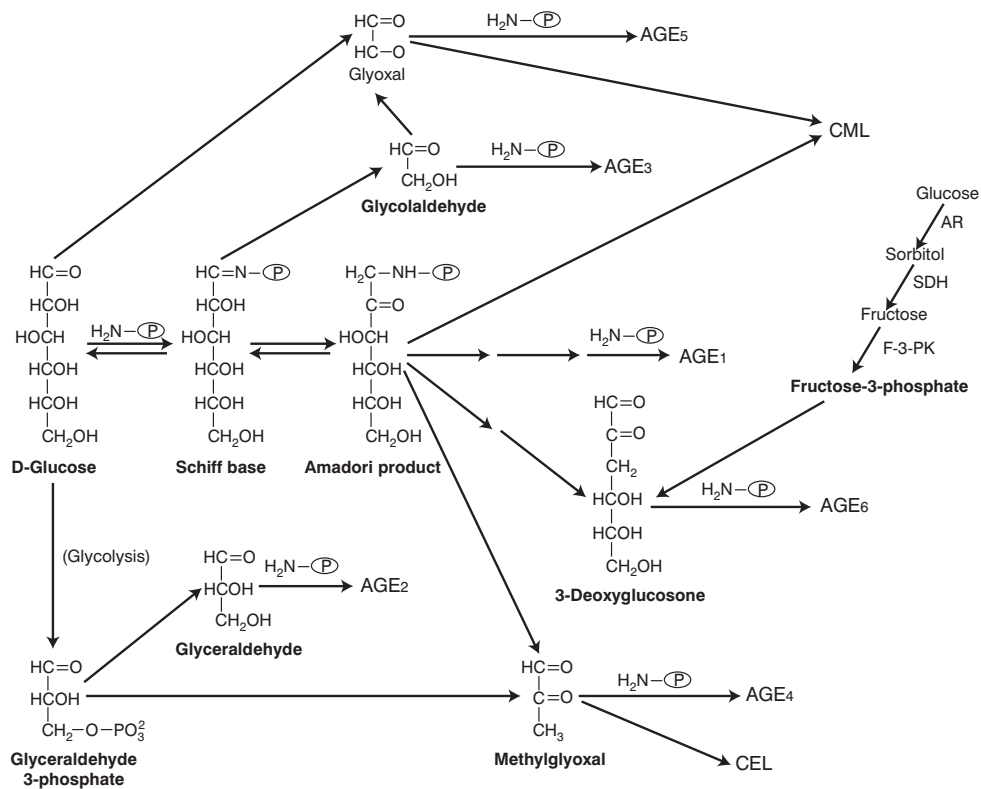 HC=O
HC–O
Glyoxal
H2N–Ⓟ
AGE5
CML
HC=O
CH2OH
Glycolaldehyde
H2N–Ⓟ
AGE3
Glucose
AR
Sorbitol
SDH
Fructose
F-3-PK
Fructose-3-phosphate
HC=O
HCOH
HOCH
HCOH
HCOH
CH2OH
D-Glucose
H2N–Ⓟ
HC=N–Ⓟ
HCOH
HOCH
HCOH
HCOH
CH2OH
Schiff base
H2C–NH–Ⓟ
C=O
HOCH
HCOH
HCOH
CH2OH
Amadori product
H2N–Ⓟ
AGE1
HC=O
C=O
CH2
HCOH
HCOH
CH2OH
3-Deoxyglucosone
H2N–Ⓟ
AGE6
(Glycolysis)
HC=O
HCOH
CH2OH
Glyceraldehyde
H2N–Ⓟ
AGE2
HC=O
HCOH
CH2–O–PO3 2
Glyceraldehyde
3-phosphate
HC=O
C=O
CH3
Methylglyoxal
H2N–Ⓟ
AGE4
CEL